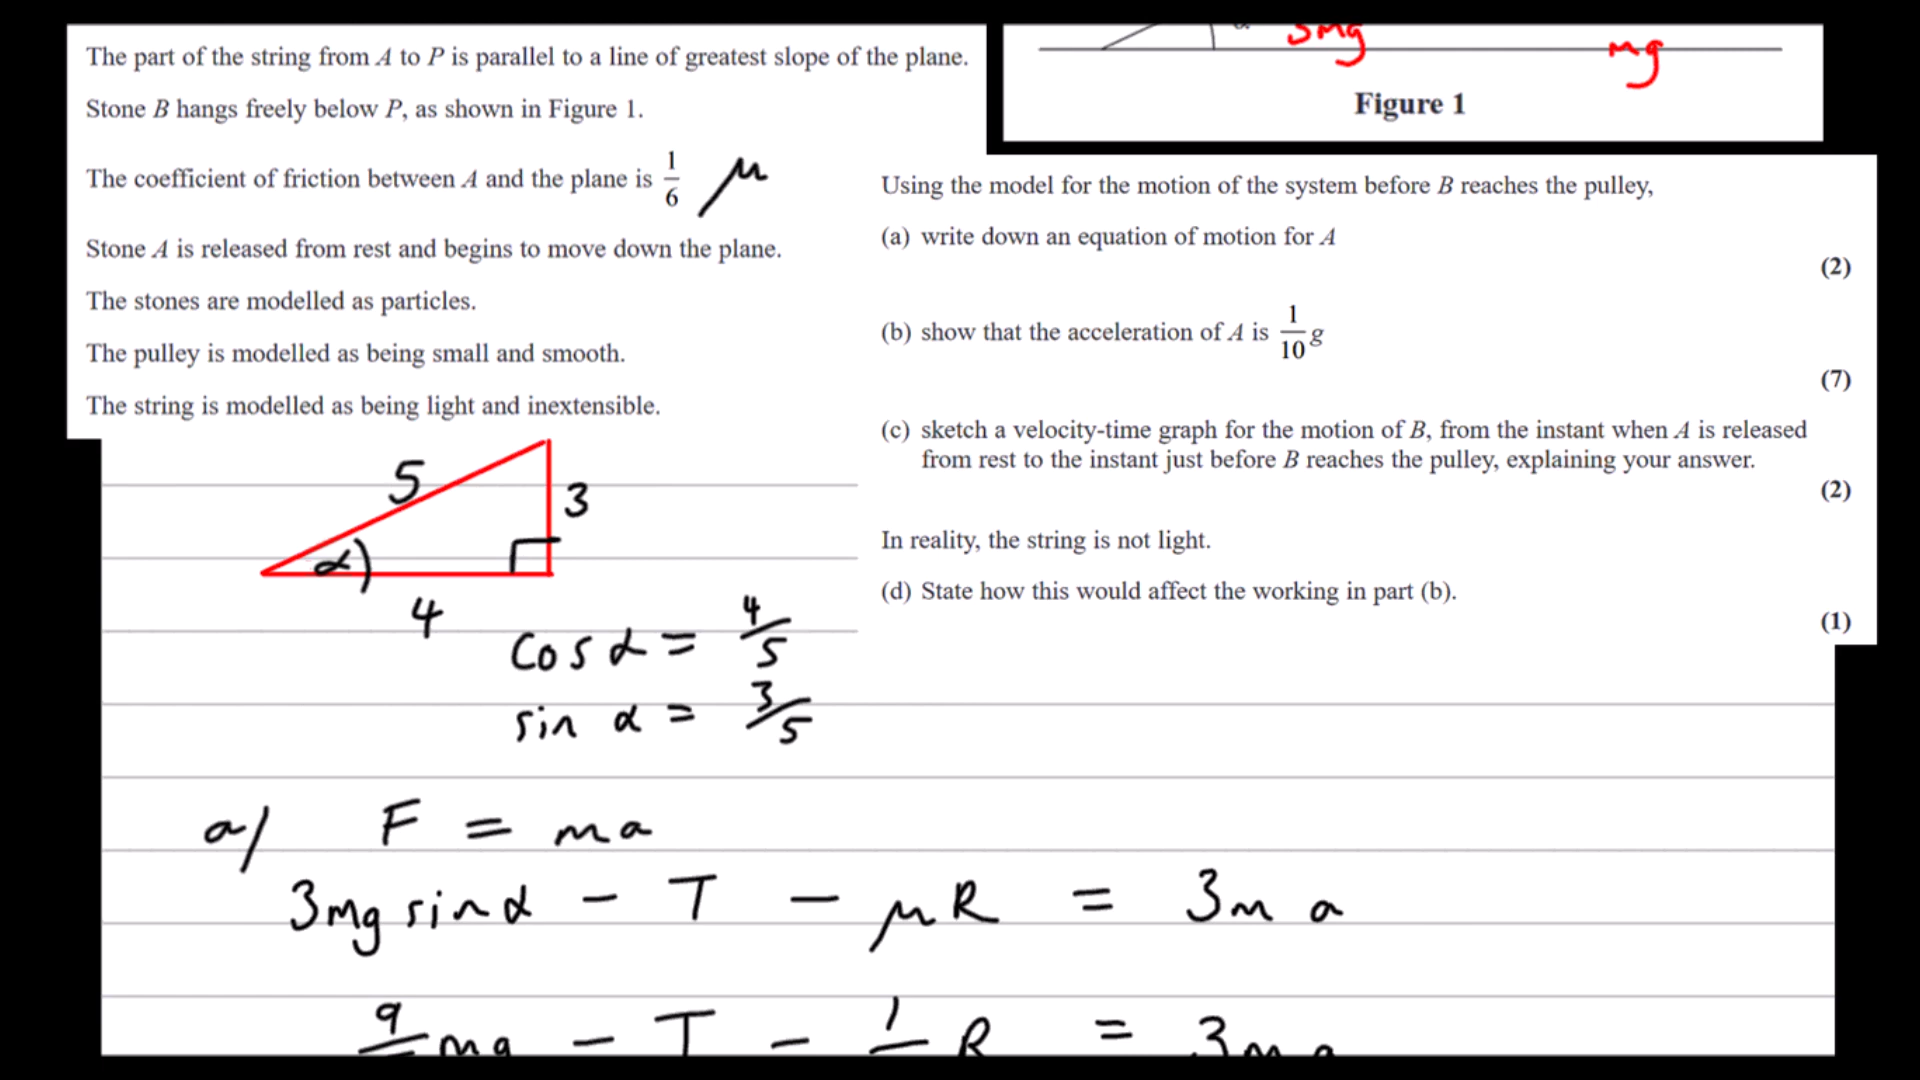 The part of the string from A to P is parallel to a line of greatest slope of the plane.
Stone B hangs freely below P, as shown in Figure 1.
The coefficient of friction between A and the plane is 1/6 μ
Stone A is released from rest and begins to move down the plane.
The stones are modelled as particles.
The pulley is modelled as being small and smooth.
The string is modelled as being light and inextensible.
3mg
mg
Figure 1
Using the model for the motion of the system before B reaches the pulley,
(a) write down an equation of motion for A
(2)
(b) show that the acceleration of A is 1/10 g
(7)
(c) sketch a velocity-time graph for the motion of B, from the instant when A is released
from rest to the instant just before B reaches the pulley, explaining your answer.
(2)
In reality, the string is not light.
(d) State how this would affect the working in part (b).
(1)
5
3
α
4
cos α = 4/5
sin α = 3/5
a/ F = ma
3mg sin α - T - μR = 3m a
9 mg - T - 1 R = 3ma